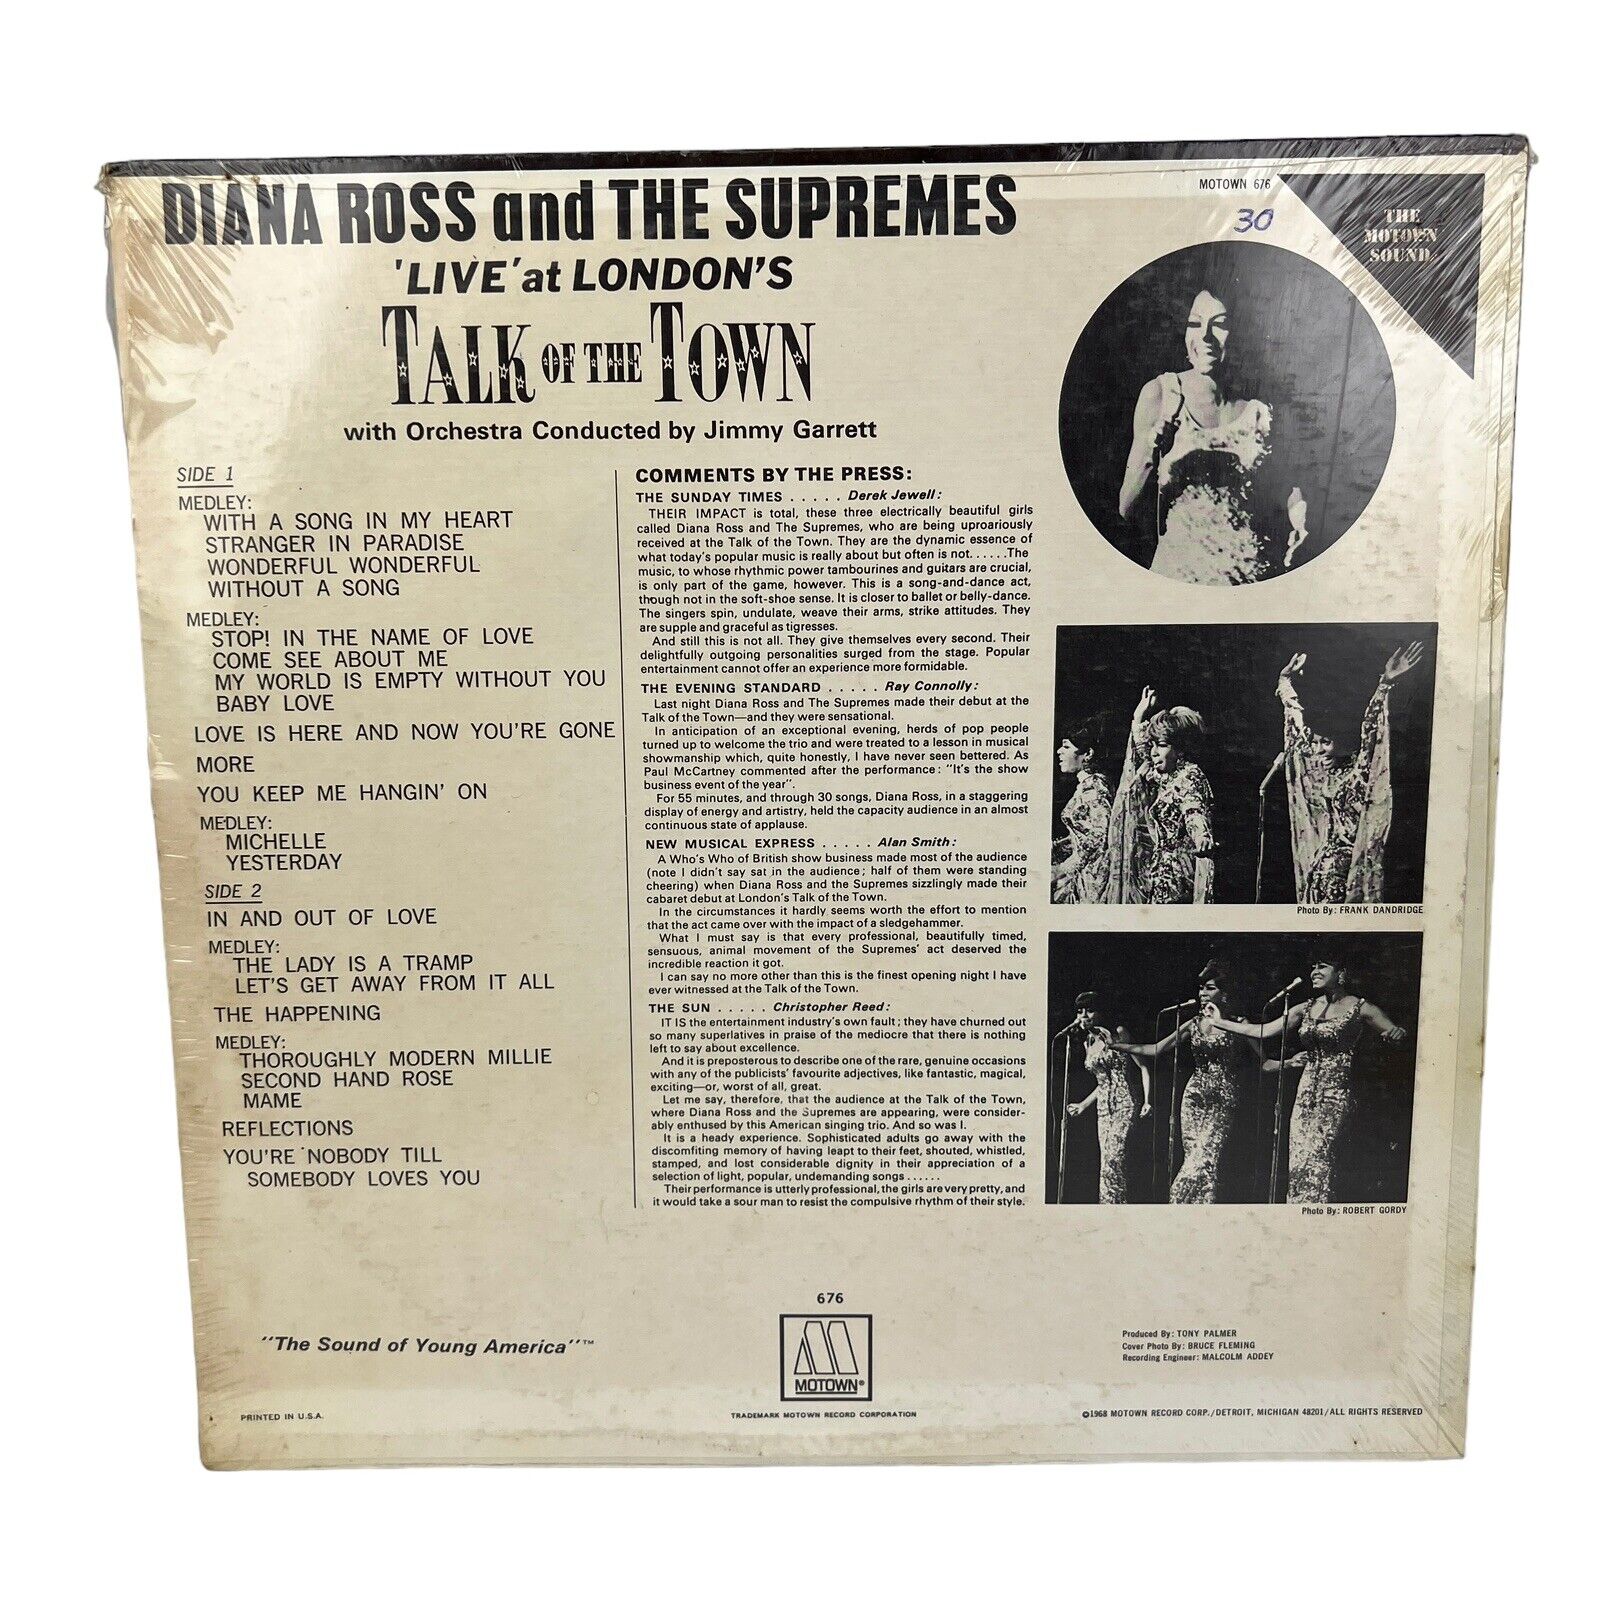 DIANA ROSS and THE SUPREMES
'LIVE' at LONDON'S
TALK OF THE TOWN
with Orchestra Conducted by Jimmy Garrett
MOTOWN 676
30
THE
MOTOWN
SOUND
SIDE 1
MEDLEY:
WITH A SONG IN MY HEART
STRANGER IN PARADISE
WONDERFUL WONDERFUL
WITHOUT A SONG
MEDLEY:
STOP! IN THE NAME OF LOVE
COME SEE ABOUT ME
MY WORLD IS EMPTY WITHOUT YOU
BABY LOVE
LOVE IS HERE AND NOW YOU'RE GONE
MORE
YOU KEEP ME HANGIN' ON
MEDLEY:
MICHELLE
YESTERDAY
SIDE 2
IN AND OUT OF LOVE
MEDLEY:
THE LADY IS A TRAMP
LET'S GET AWAY FROM IT ALL
THE HAPPENING
MEDLEY:
THOROUGHLY MODERN MILLIE
SECOND HAND ROSE
MAME
REFLECTIONS
YOU'RE NOBODY TILL
SOMEBODY LOVES YOU
COMMENTS BY THE PRESS:
THE SUNDAY TIMES ..... Derek Jewell:
THEIR IMPACT is total, these three electrically beautiful girls
called Diana Ross and The Supremes, who are being uproariously
received at the Talk of the Town. They are the dynamic essence of
what today's popular music is really about but often is not......The
music, to whose rhythmic power tambourines and guitars are crucial,
is only part of the game, however. This is a song-and-dance act,
though not in the soft-shoe sense. It is closer to ballet or belly-dance.
The singers spin, undulate, weave their arms, strike attitudes. They
are supple and graceful as tigresses.
And still this is not all. They give themselves every second. Their
delightfully outgoing personalities surged from the stage. Popular
entertainment cannot offer an experience more formidable.
THE EVENING STANDARD ..... Ray Connolly:
Last night Diana Ross and The Supremes made their debut at the
Talk of the Town—and they were sensational.
In anticipation of an exceptional evening, herds of pop people
turned up to welcome the trio and were treated to a lesson in musical
showmanship which, quite honestly, I have never seen bettered. As
Paul McCartney commented after the performance: "It's the show
business event of the year".
For 55 minutes, and through 30 songs, Diana Ross, in a staggering
display of energy and artistry, held the capacity audience in an almost
continuous state of applause.
NEW MUSICAL EXPRESS ..... Alan Smith:
A Who's Who of British show business made most of the audience
(note I didn't say sat in the audience; half of them were standing
cheering) when Diana Ross and the Supremes sizzlingly made their
cabaret debut at London's Talk of the Town.
In the circumstances it hardly seems worth the effort to mention
that the act came over with the impact of a sledgehammer.
What I must say is that every professional, beautifully timed,
sensuous, animal movement of the Supremes' act deserved the
incredible reaction it got.
I can say no more other than this is the finest opening night I have
ever witnessed at the Talk of the Town.
THE SUN ..... Christopher Reed:
IT IS the entertainment industry's own fault; they have churned out
so many superlatives in praise of the mediocre that there is nothing
left to say about excellence.
And it is preposterous to describe one of the rare, genuine occasions
with any of the publicists' favourite adjectives, like fantastic, magical,
exciting—or, worst of all, great.
Let me say, therefore, that the audience at the Talk of the Town,
where Diana Ross and the Supremes are appearing, were consider-
ably enthused by this American singing trio. And so was I.
It is a heady experience. Sophisticated adults go away with the
discomfiting memory of having leapt to their feet, shouted, whistled,
stamped, and lost considerable dignity in their appreciation of a
selection of light, popular, undemanding songs......
Their performance is utterly professional, the girls are very pretty, and
it would take a sour man to resist the compulsive rhythm of their style.
Photo By: FRANK DANDRIDGE
Photo By: ROBERT GORDY
676
"The Sound of Young America"™
MOTOWN®
Produced By: TONY PALMER
Cover Photo By: BRUCE FLEMING
Recording Engineer: MALCOLM ADDEY
PRINTED IN U.S.A.
TRADEMARK MOTOWN RECORD CORPORATION
©1968 MOTOWN RECORD CORP./DETROIT, MICHIGAN 48201/ALL RIGHTS RESERVED